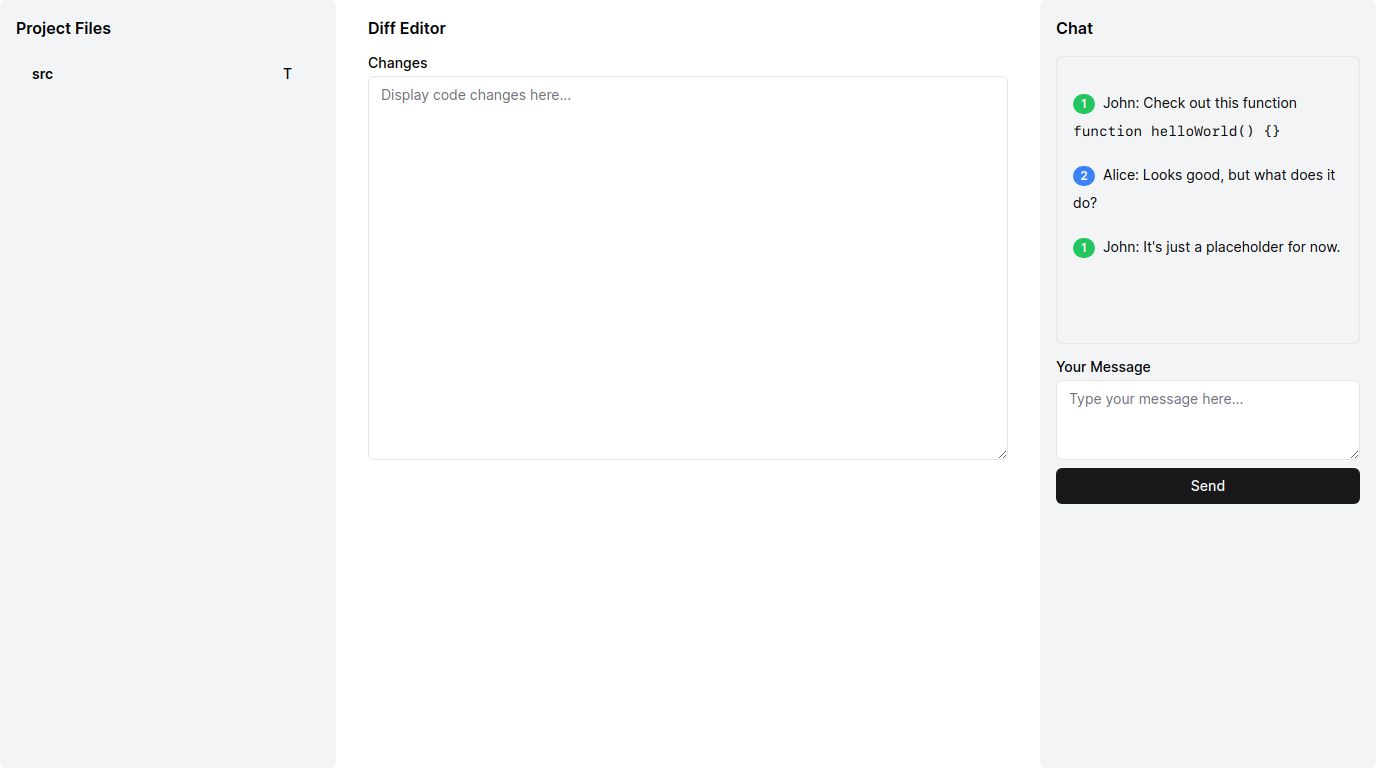 Project Files
src T
Diff Editor
Changes
Display code changes here...
Chat
1 John: Check out this function
function helloWorld() {}
2 Alice: Looks good, but what does it
do?
1 John: It's just a placeholder for now.
Your Message
Type your message here...
Send